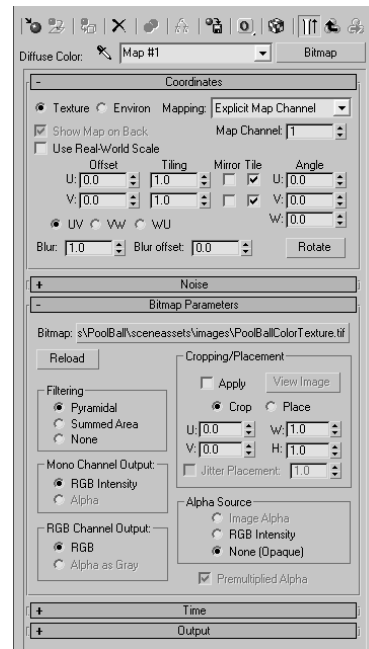 Diffuse Color: Map #1 Bitmap
- Coordinates
Texture Environ Mapping: Explicit Map Channel
Show Map on Back Map Channel: 1
Use Real-World Scale
Offset Tiling Mirror Tile Angle
U: 0.0 1.0 U: 0.0
V: 0.0 1.0 V: 0.0
UV VW WU W: 0.0
Blur: 1.0 Blur offset: 0.0 Rotate
+ Noise
- Bitmap Parameters
Bitmap: s\PoolBall\sceneassets\images\PoolBallColorTexture.tif
Reload
Cropping/Placement
Apply View Image
Crop Place
U: 0.0 W: 1.0
V: 0.0 H: 1.0
Jitter Placement: 1.0
Filtering
Pyramidal
Summed Area
None
Mono Channel Output:
RGB Intensity
Alpha
RGB Channel Output:
RGB
Alpha as Gray
Alpha Source
Image Alpha
RGB Intensity
None (Opaque)
Premultiplied Alpha
+ Time
+ Output